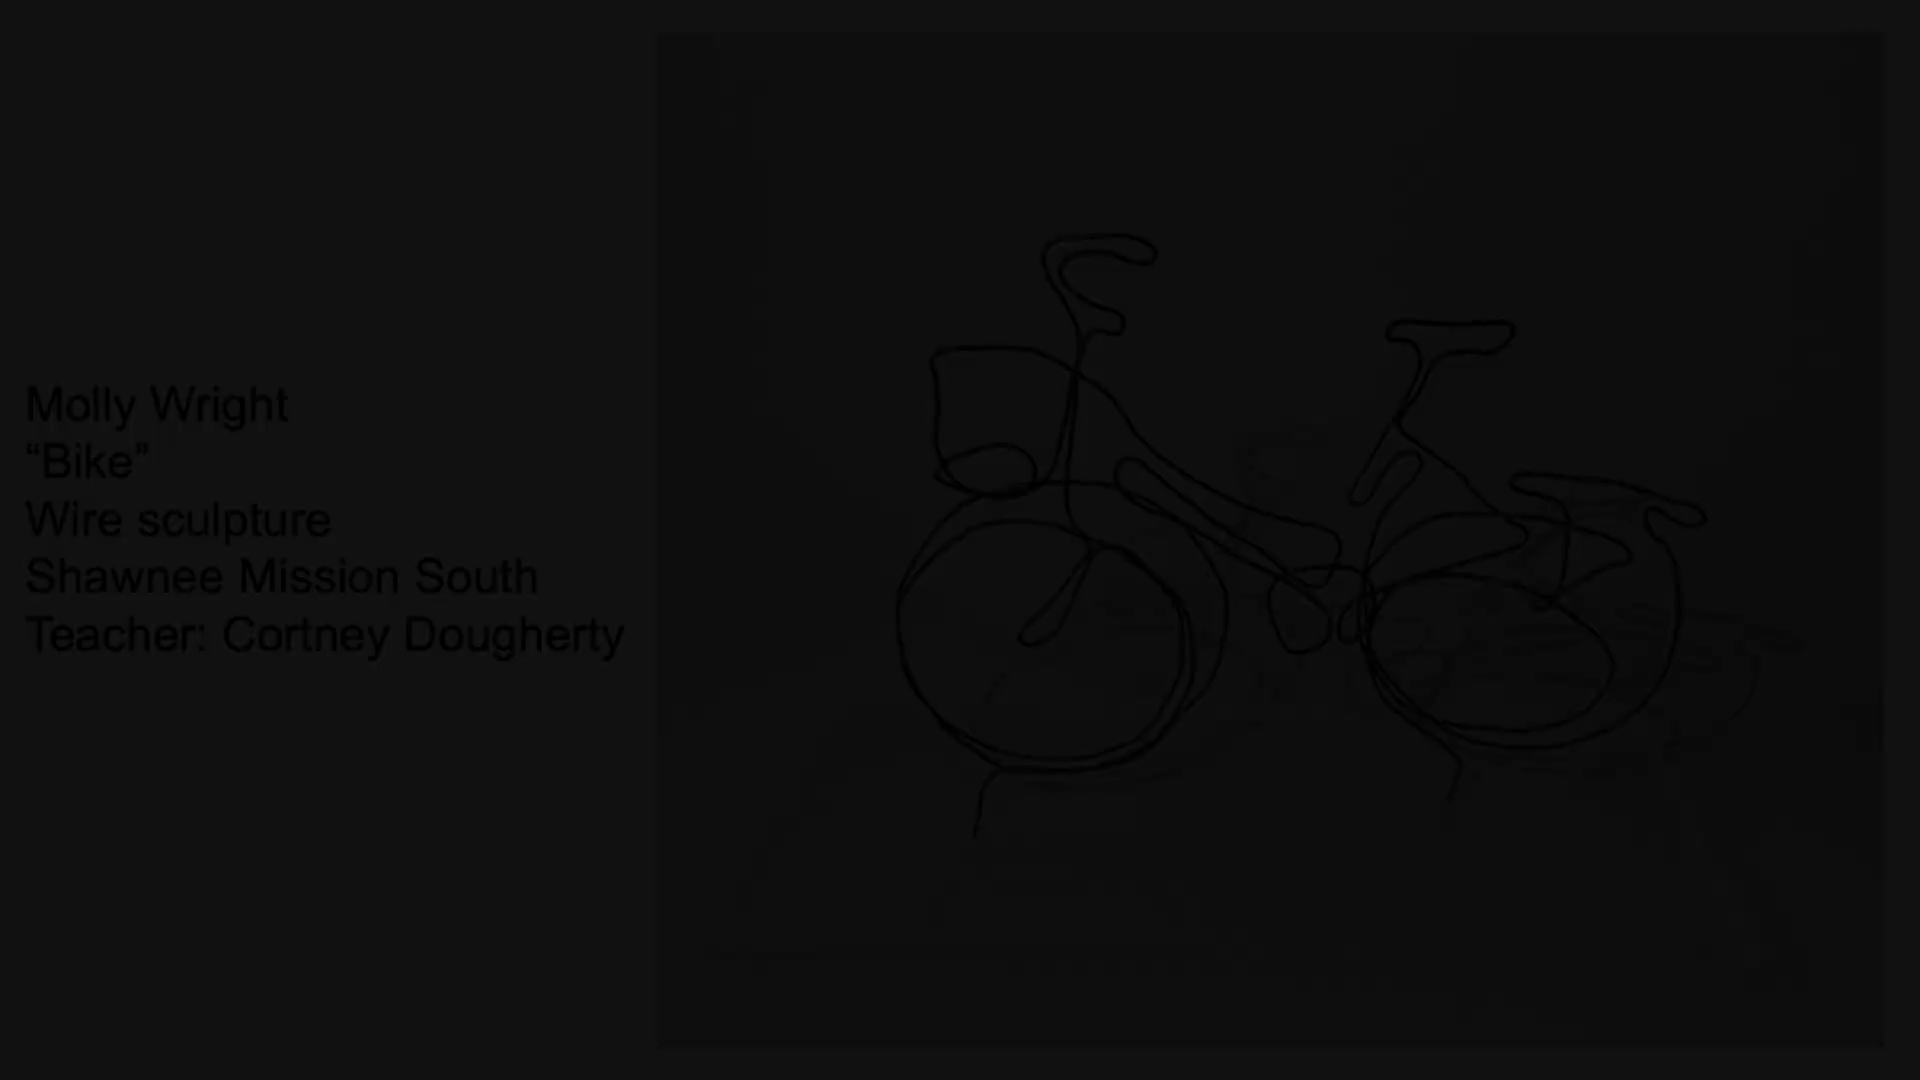 Molly Wright
“Bike”
Wire sculpture
Shawnee Mission South
Teacher: Cortney Dougherty